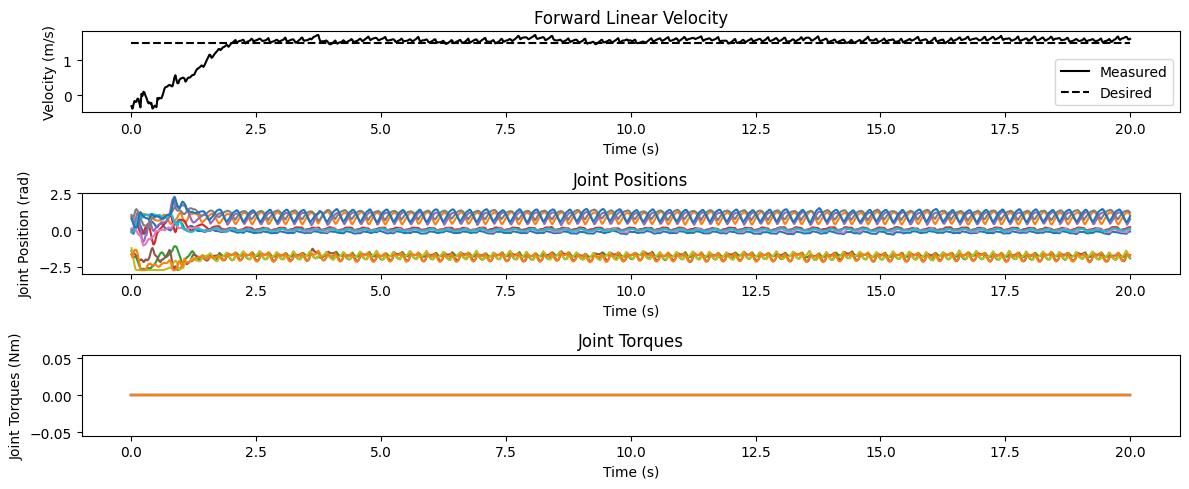 Forward Linear Velocity
Velocity (m/s)
1
0
Measured
Desired
0.0 2.5 5.0 7.5 10.0 12.5 15.0 17.5 20.0
Time (s)
Joint Positions
Joint Position (rad)
2.5
0.0
−2.5
0.0 2.5 5.0 7.5 10.0 12.5 15.0 17.5 20.0
Time (s)
Joint Torques
Joint Torques (Nm)
0.05
0.00
−0.05
0.0 2.5 5.0 7.5 10.0 12.5 15.0 17.5 20.0
Time (s)